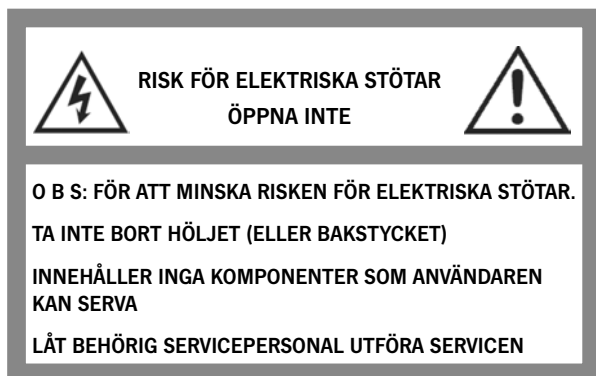 RISK FÖR ELEKTRISKA STÖTAR
ÖPPNA INTE
O B S: FÖR ATT MINSKA RISKEN FÖR ELEKTRISKA STÖTAR.
TA INTE BORT HÖLJET (ELLER BAKSTYCKET)
INNEHÅLLER INGA KOMPONENTER SOM ANVÄNDAREN
KAN SERVA
LÅT BEHÖRIG SERVICEPERSONAL UTFÖRA SERVICEN